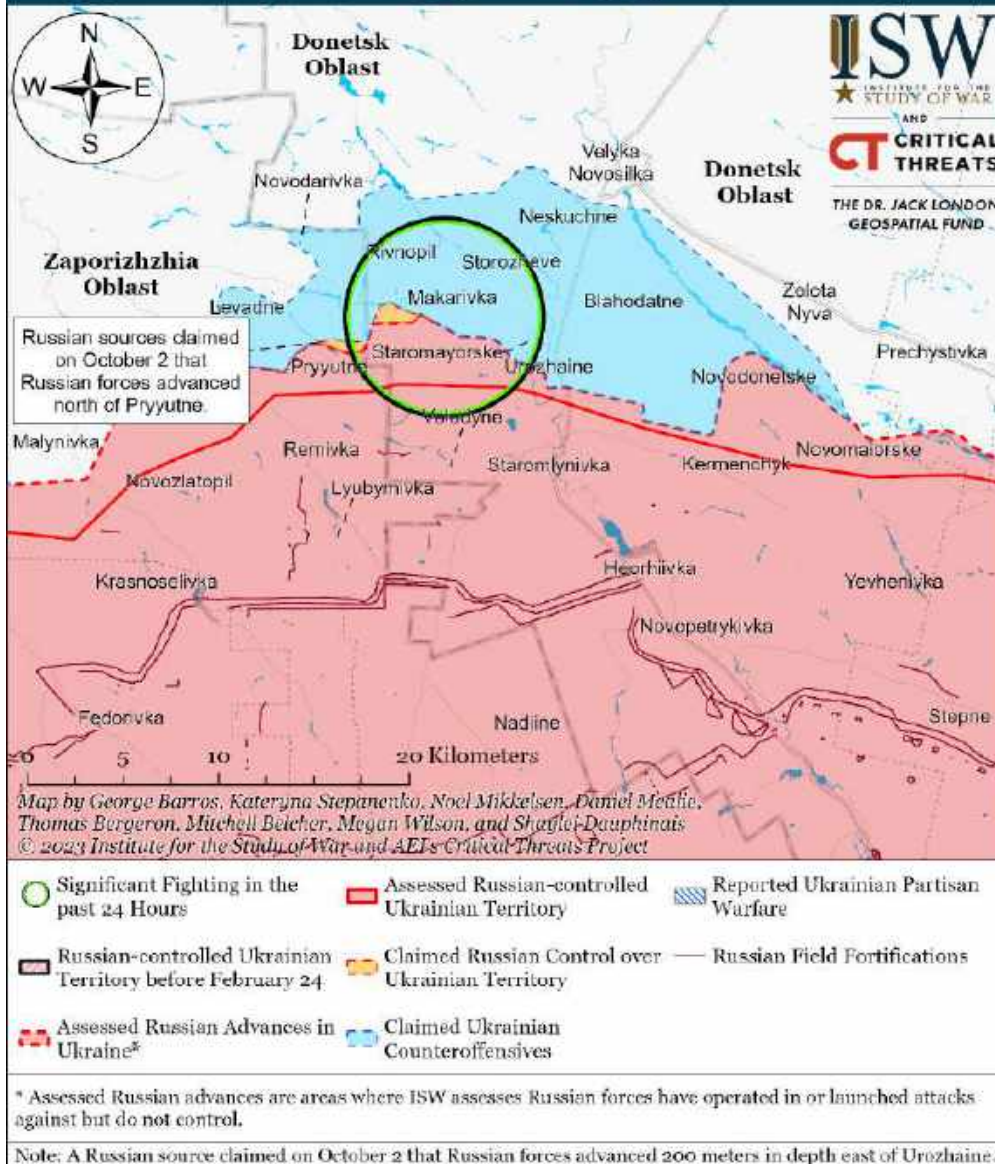 N
W E
S
Donetsk
Oblast
ISW
INSTITUTE FOR THE
STUDY OF WAR
AND
CT CRITICAL
THREATS
THE DR. JACK LONDON
GEOSPATIAL FUND
Velyka
Novosilka
Donetsk
Oblast
Novodarivka
Neskuchne
Zaporizhzhia
Oblast
Rivnopil
Storozheve
Levadne
Makarivka
Blahodatne
Zolota
Nyva
Russian sources claimed
on October 2 that
Russian forces advanced
north of Pryyutne.
Pryyutne
Staromayorske
Urozhaine
Prechystivka
Novodonetske
Malynivka
Volodyne
Remivka
Staromlynivka
Kermenchyk
Novomaiorske
Novozlatopil
Lyubymivka
Krasnoselivka
Heorhiivka
Yevhenivka
Novopetrykivka
Fedorivka
Nadiine
Stepne
0 5 10 20 Kilometers
Map by George Barros, Kateryna Stepanenko, Noel Mikkelsen, Daniel Mealie,
Thomas Bergeron, Mitchell Belcher, Megan Wilson, and Shaylei Dauphinais
© 2023 Institute for the Study of War and AEI's Critical Threats Project
Significant Fighting in the
past 24 Hours
Assessed Russian-controlled
Ukrainian Territory
Reported Ukrainian Partisan
Warfare
Russian-controlled Ukrainian
Territory before February 24
Claimed Russian Control over
Ukrainian Territory
Russian Field Fortifications
Assessed Russian Advances in
Ukraine*
Claimed Ukrainian
Counteroffensives
* Assessed Russian advances are areas where ISW assesses Russian forces have operated in or launched attacks
against but do not control.
Note: A Russian source claimed on October 2 that Russian forces advanced 200 meters in depth east of Urozhaine.